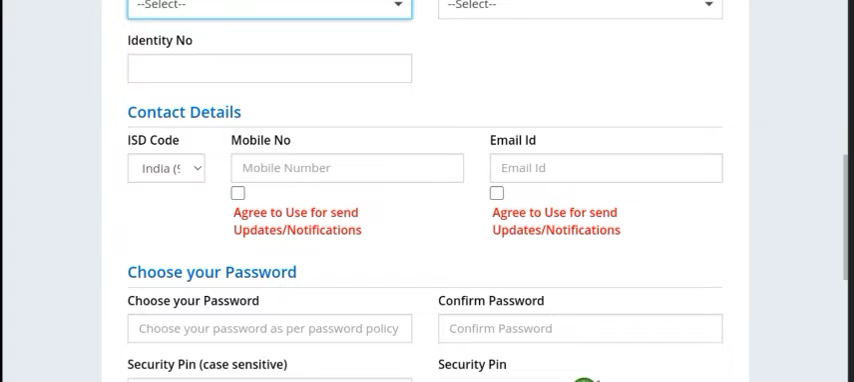 --Select-- --Select--
Identity No
Contact Details
ISD Code Mobile No Email Id
India (9 Mobile Number Email Id
Agree to Use for send Agree to Use for send
Updates/Notifications Updates/Notifications
Choose your Password
Choose your Password Confirm Password
Choose your password as per password policy Confirm Password
Security Pin (case sensitive) Security Pin